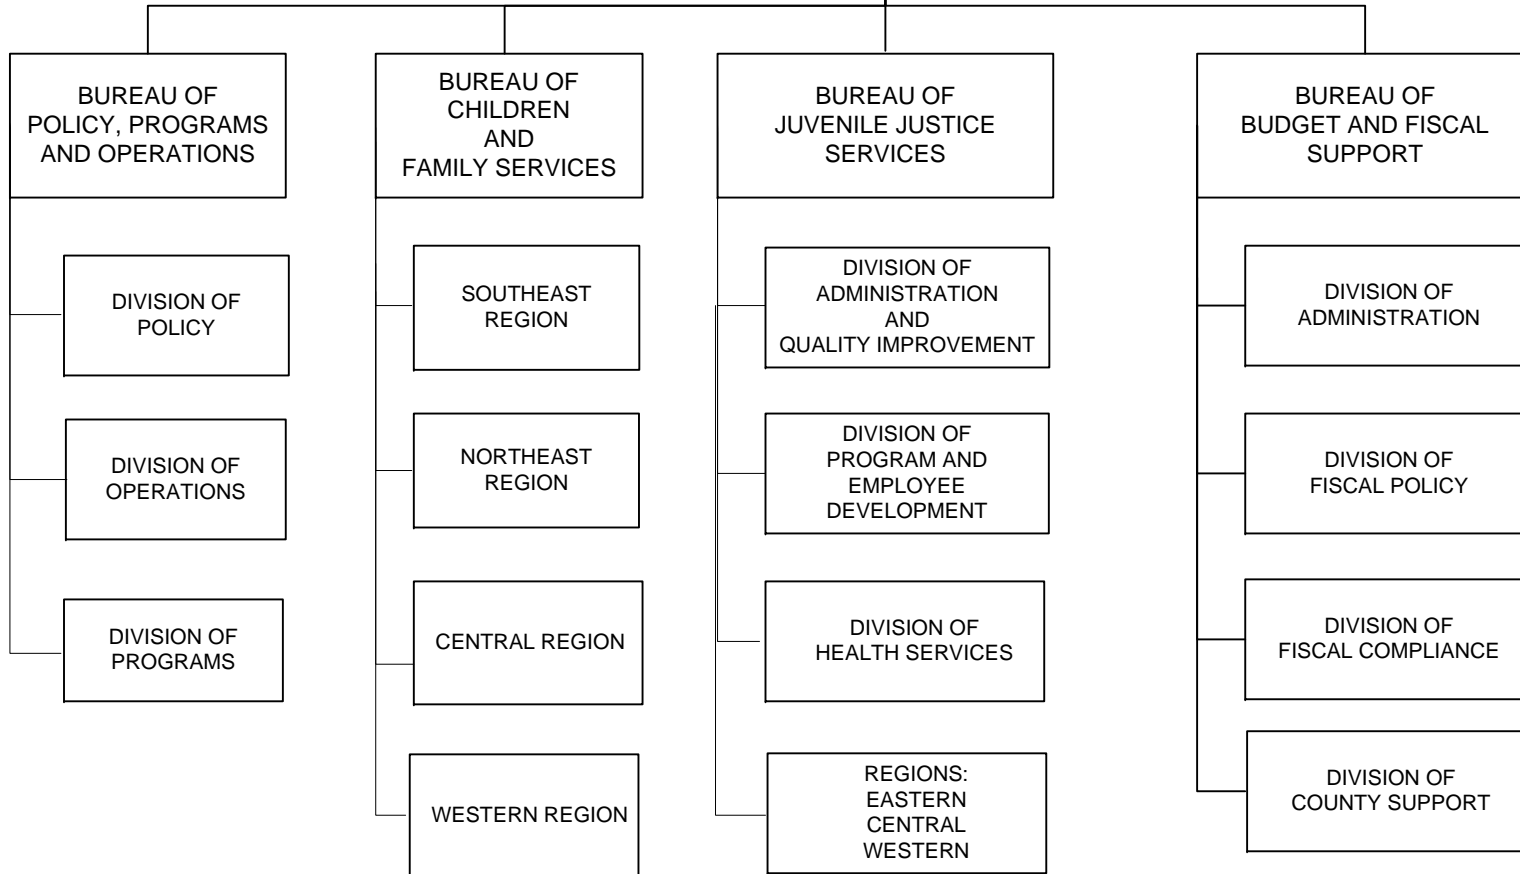 BUREAU OF
POLICY, PROGRAMS
AND OPERATIONS
BUREAU OF
CHILDREN
AND
FAMILY SERVICES
BUREAU OF
JUVENILE JUSTICE
SERVICES
BUREAU OF
BUDGET AND FISCAL
SUPPORT
DIVISION OF
POLICY
DIVISION OF
OPERATIONS
DIVISION OF
PROGRAMS
SOUTHEAST
REGION
NORTHEAST
REGION
CENTRAL REGION
WESTERN REGION
DIVISION OF
ADMINISTRATION
AND
QUALITY IMPROVEMENT
DIVISION OF
PROGRAM AND
EMPLOYEE
DEVELOPMENT
DIVISION OF
HEALTH SERVICES
REGIONS:
EASTERN
CENTRAL
WESTERN
DIVISION OF
ADMINISTRATION
DIVISION OF
FISCAL POLICY
DIVISION OF
FISCAL COMPLIANCE
DIVISION OF
COUNTY SUPPORT